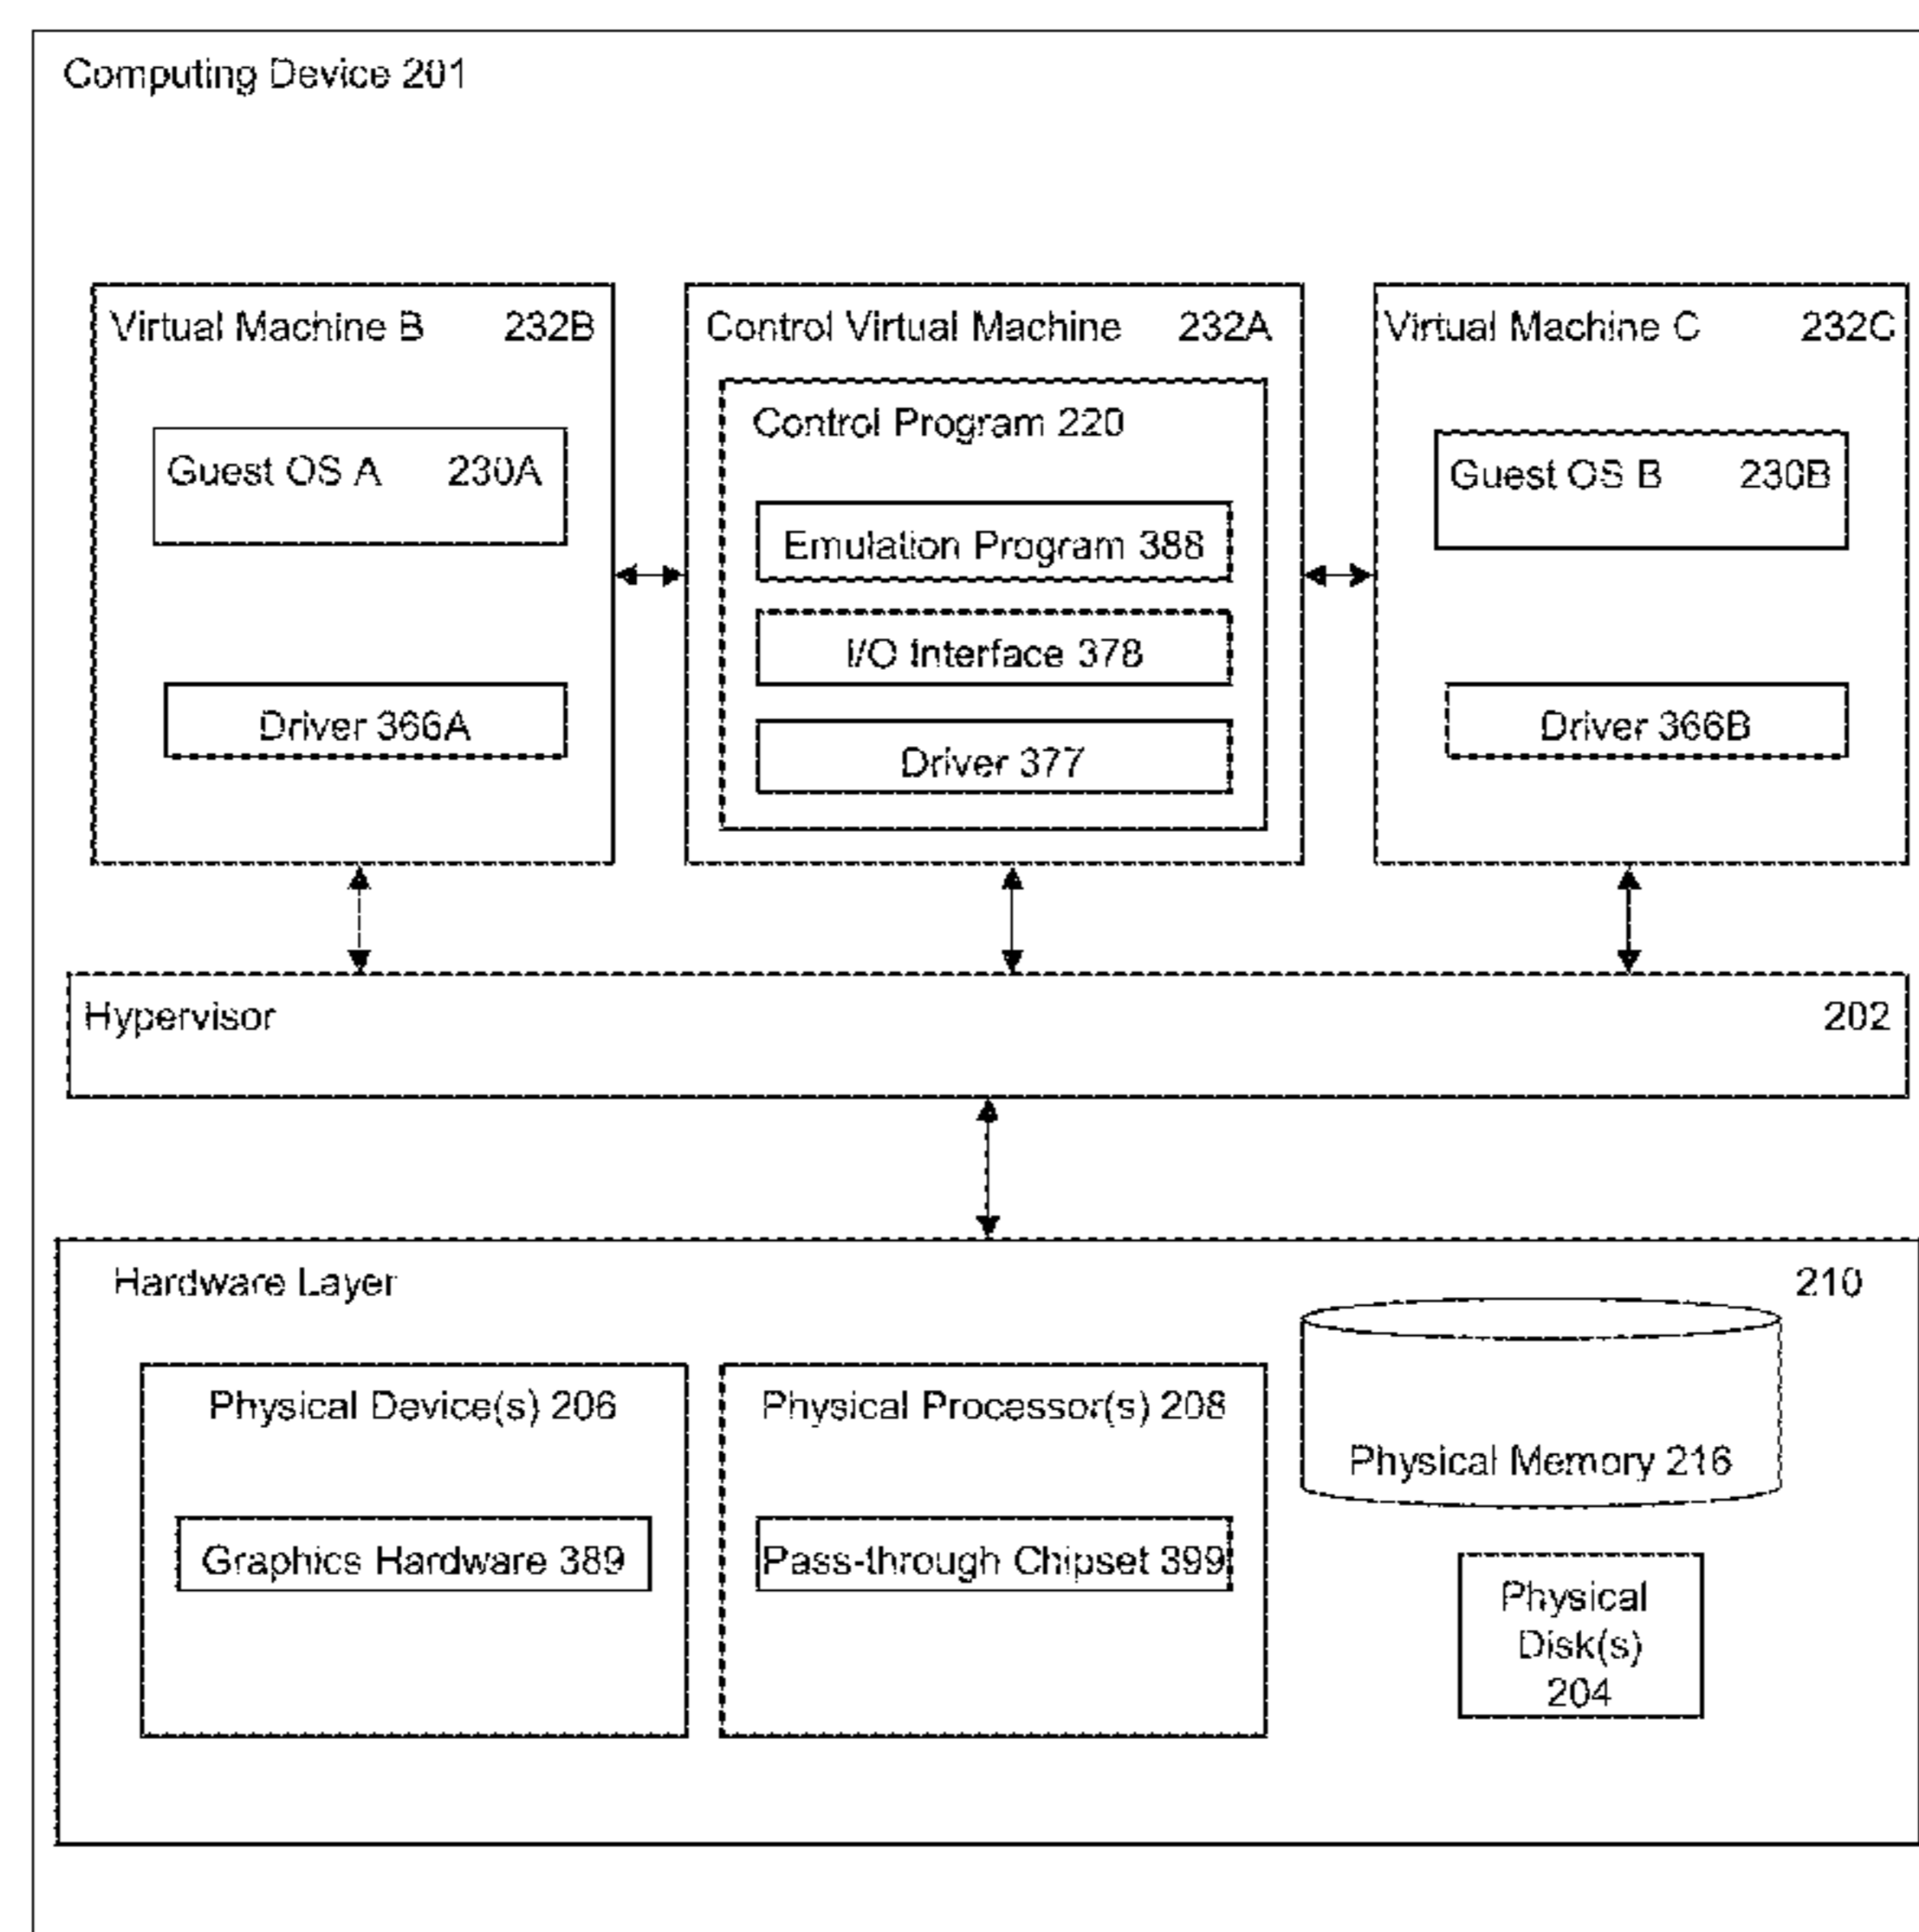 Computing Device 201
Virtual Machine B 232B
Guest OS A 230A
Driver 366A
Control Virtual Machine 232A
Control Program 220
Emulation Program 388
I/O Interface 378
Driver 377
Virtual Machine C 232C
Guest OS B 230B
Driver 366B
Hypervisor 202
Hardware Layer 210
Physical Device(s) 206
Graphics Hardware 389
Physical Processor(s) 208
Pass-through Chipset 399
Physical Memory 216
Physical
Disk(s)
204